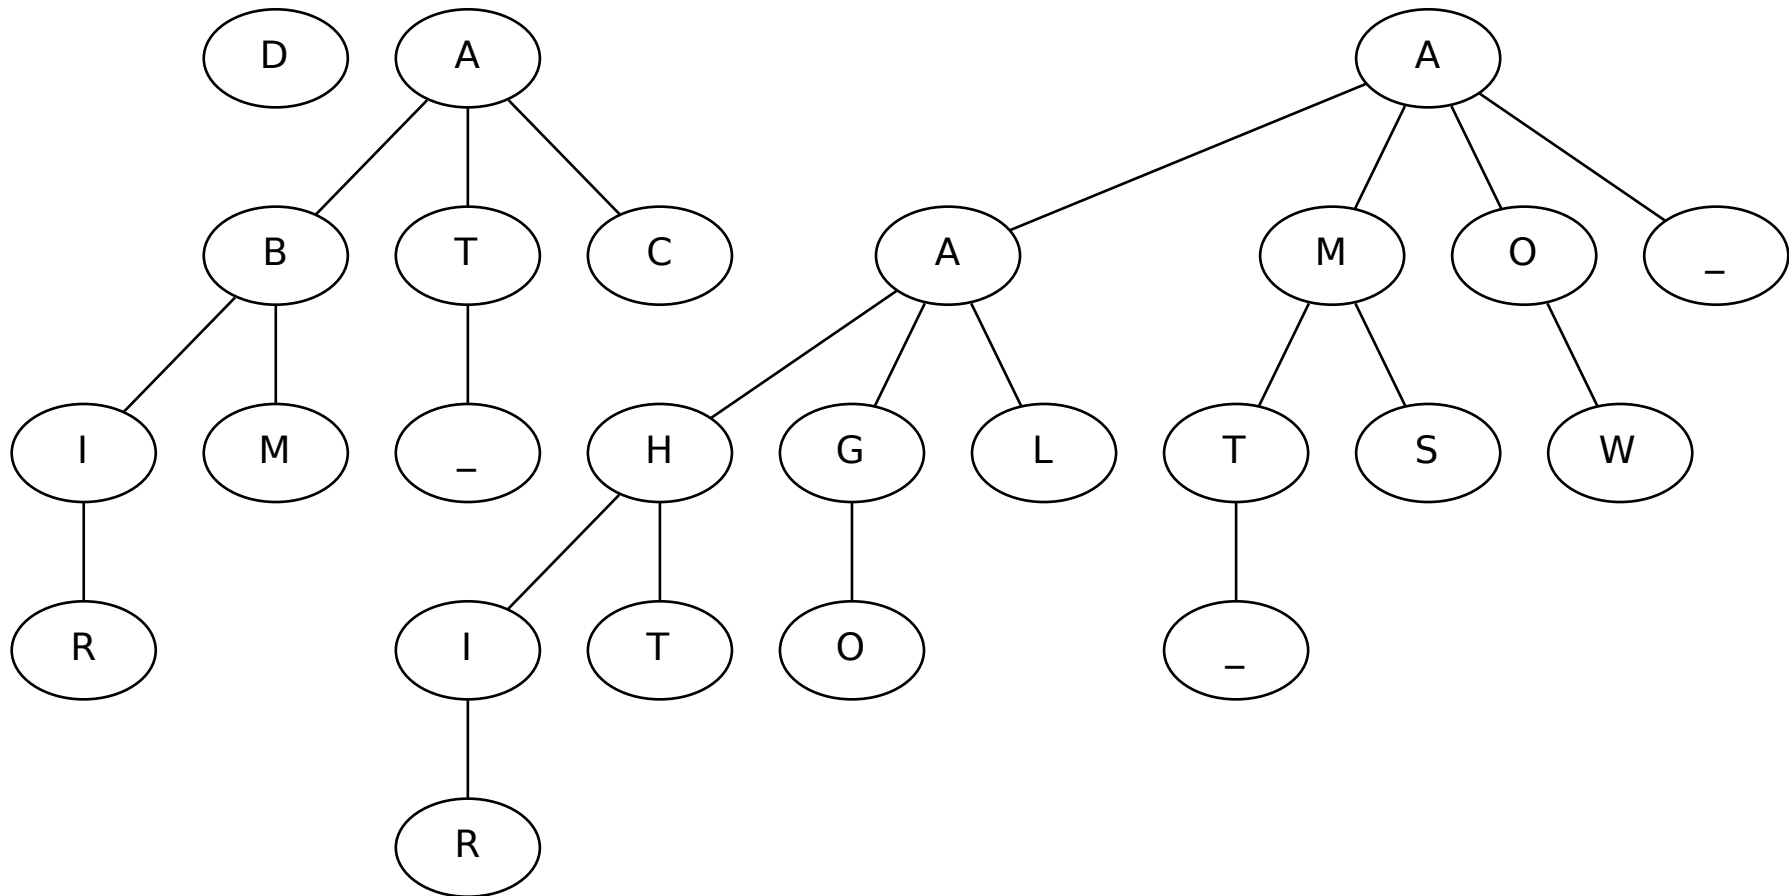 D A A
B T C A M O _
I M _ H G L T S W
R I T O _
R